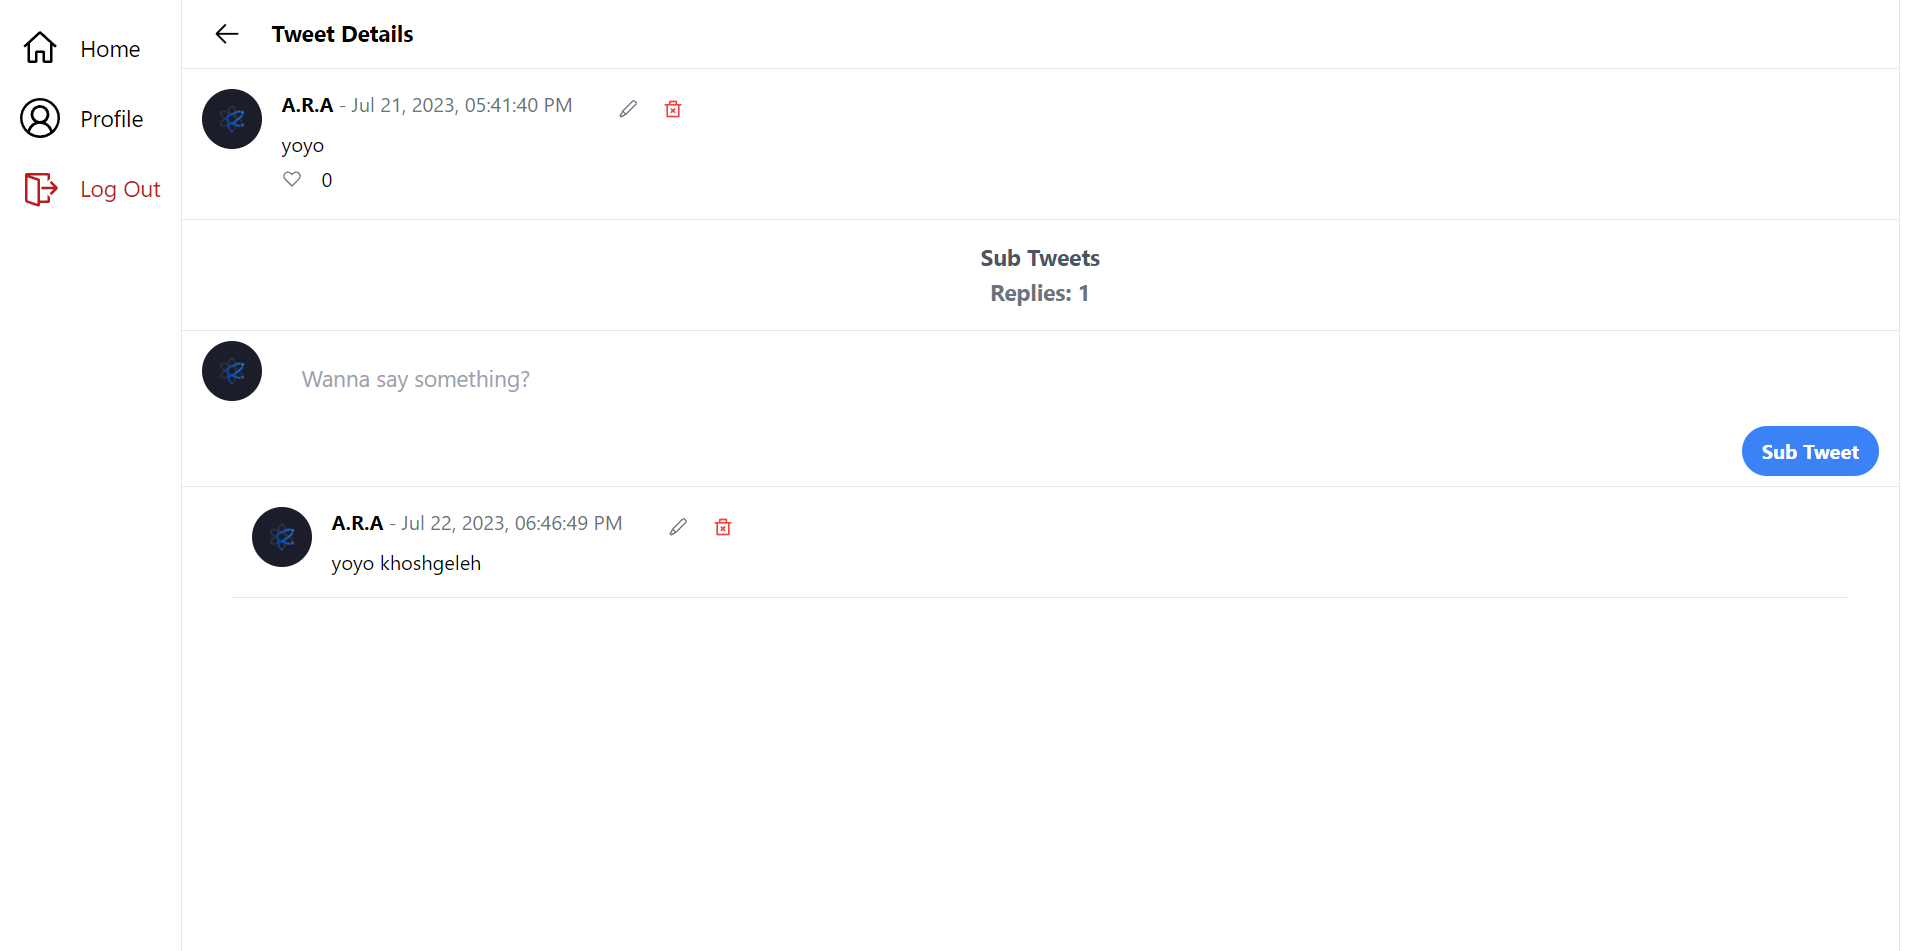 Home
Profile
Log Out
Tweet Details
A.R.A - Jul 21, 2023, 05:41:40 PM
yoyo
0
Sub Tweets
Replies: 1
Wanna say something?
Sub Tweet
A.R.A - Jul 22, 2023, 06:46:49 PM
yoyo khoshgeleh